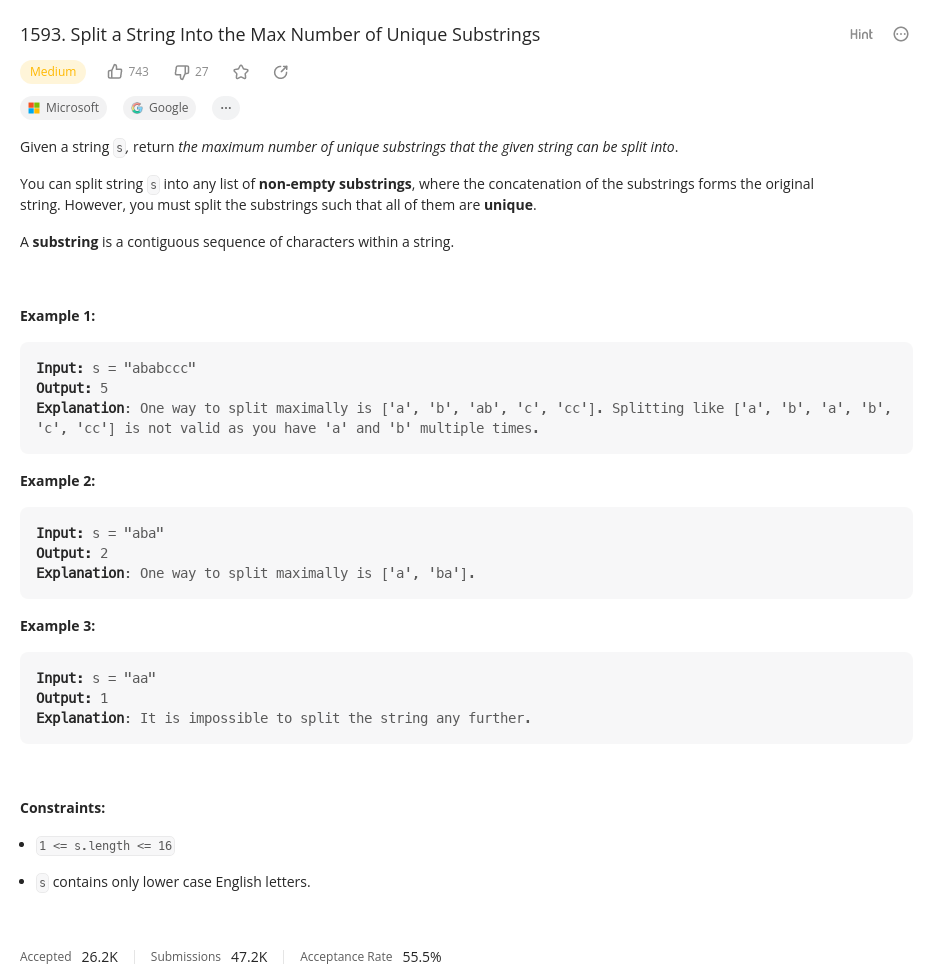 1593. Split a String Into the Max Number of Unique Substrings
Hint
Medium 743 27
Microsoft Google ...
Given a string s, return the maximum number of unique substrings that the given string can be split into.
You can split string s into any list of non-empty substrings, where the concatenation of the substrings forms the original
string. However, you must split the substrings such that all of them are unique.
A substring is a contiguous sequence of characters within a string.
Example 1:
Input: s = "ababccc"
Output: 5
Explanation: One way to split maximally is ['a', 'b', 'ab', 'c', 'cc']. Splitting like ['a', 'b', 'a', 'b',
'c', 'cc'] is not valid as you have 'a' and 'b' multiple times.
Example 2:
Input: s = "aba"
Output: 2
Explanation: One way to split maximally is ['a', 'ba'].
Example 3:
Input: s = "aa"
Output: 1
Explanation: It is impossible to split the string any further.
Constraints:
• 1 <= s.length <= 16
• s contains only lower case English letters.
Accepted 26.2K Submissions 47.2K Acceptance Rate 55.5%